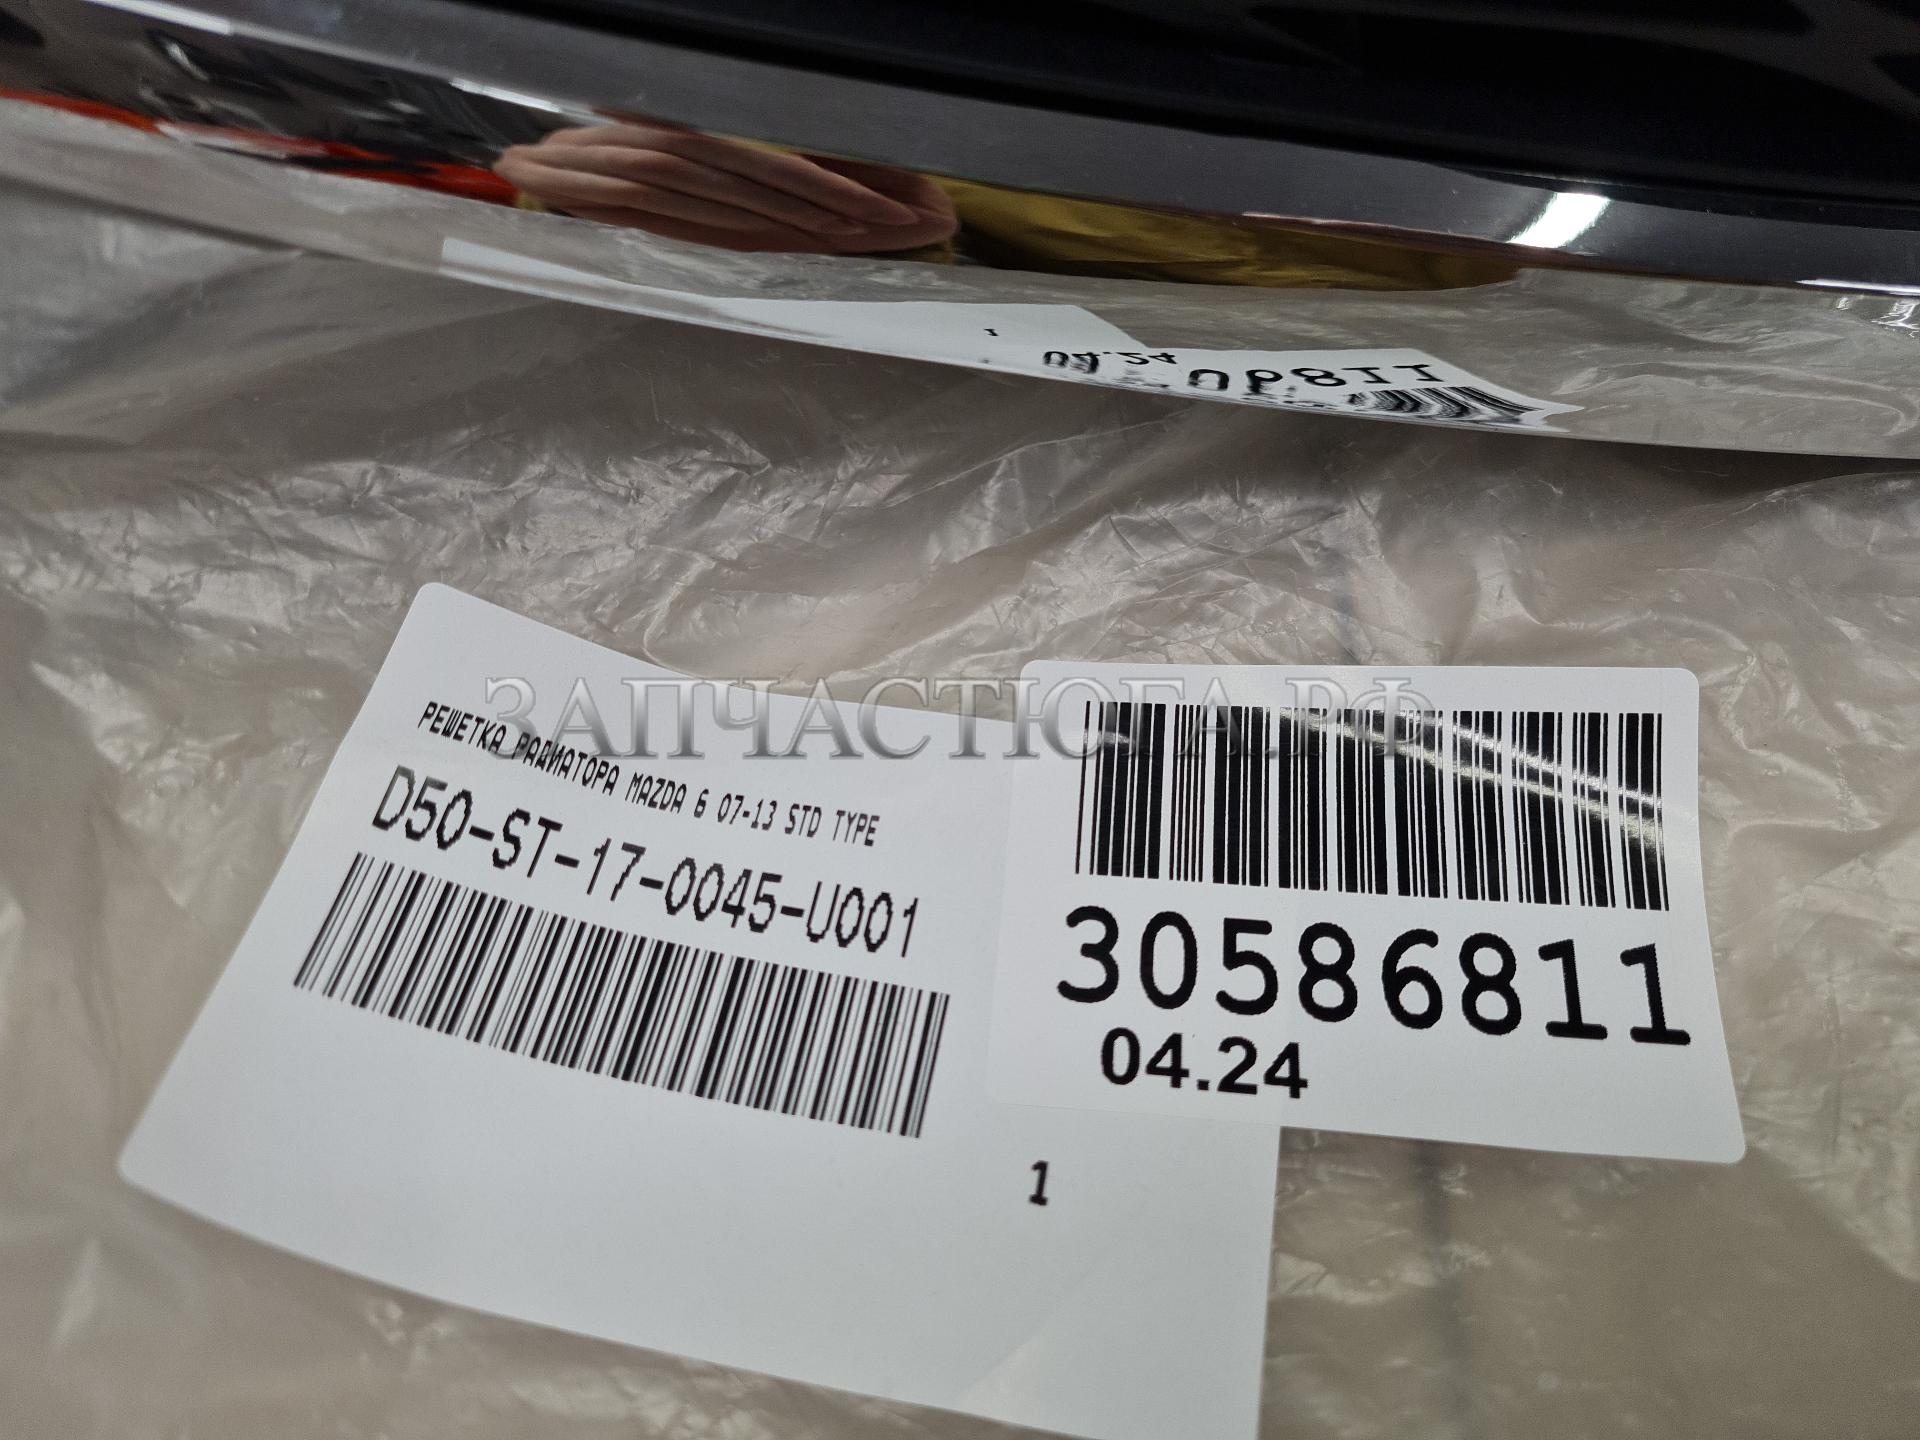 ЗАПЧАСТЮГА.РФ
РЕШЕТКА РАДИАТОРА MAZDA 6 07-13 STD TYPE
D50-ST-17-0045-U001
1
30586811
04.24